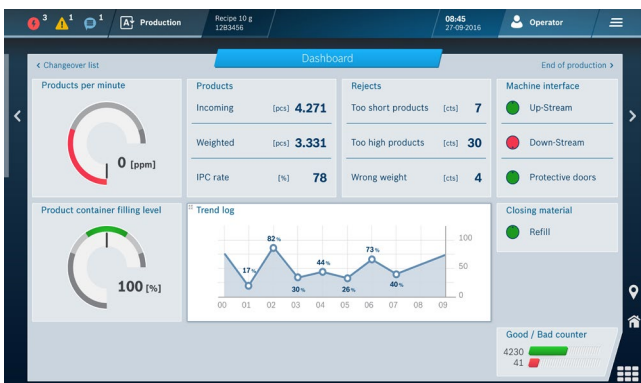 3 1 1 A Production Recipe 10 g 08:45 Operator
1283456 27-09-2016
Dashboard
< Changeover list End of production >
Products per minute
0 [ppm]
Products
Incoming [pcs] 4.271
Weighted [pcs] 3.331
IPC rate [%] 78
Rejects
Too short products [cts] 7
Too high products [cts] 30
Wrong weight [cts] 4
Machine interface
Up-Stream
Down-Stream
Protective doors
Product container filling level
100 [%]
Trend log
82% 73% 44% 17% 30% 26% 40%
100
50
0
00 01 02 03 04 05 06 07 08 09
Closing material
Refill
Good / Bad counter
4230
41